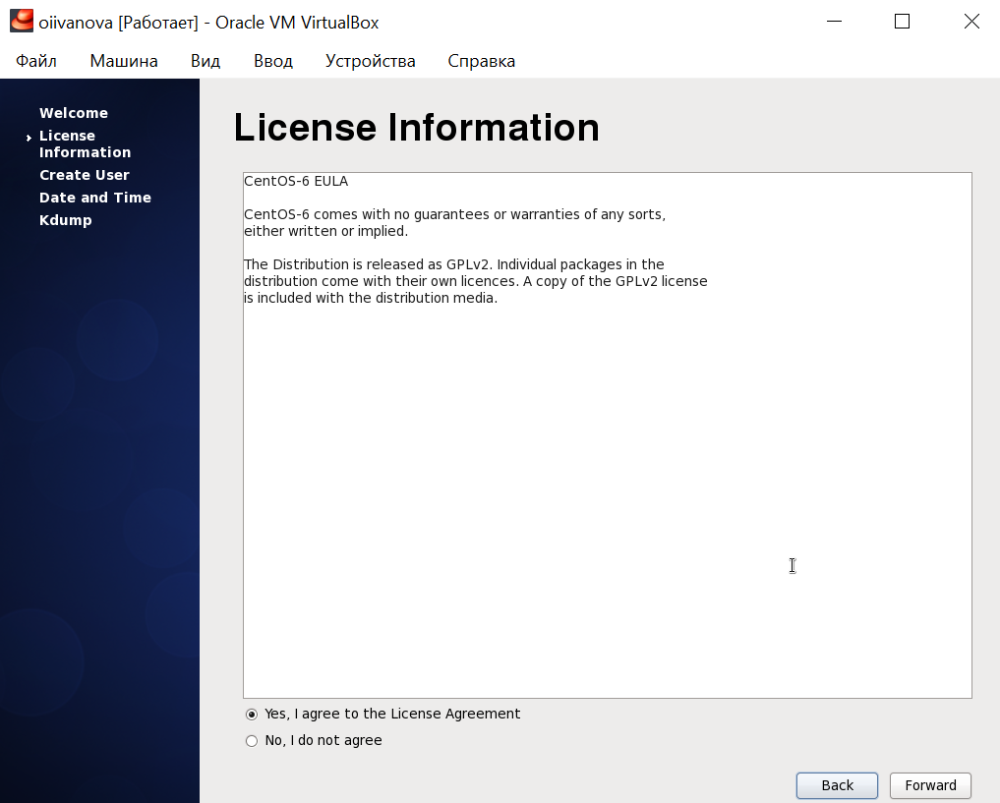 oiivanova [Работает] - Oracle VM VirtualBox
Файл Машина Вид Ввод Устройства Справка
Welcome
License
Information
Create User
Date and Time
Kdump
License Information
CentOS-6 EULA
CentOS-6 comes with no guarantees or warranties of any sorts,
either written or implied.
The Distribution is released as GPLv2. Individual packages in the
distribution come with their own licences. A copy of the GPLv2 license
is included with the distribution media.
Yes, I agree to the License Agreement
No, I do not agree
Back Forward